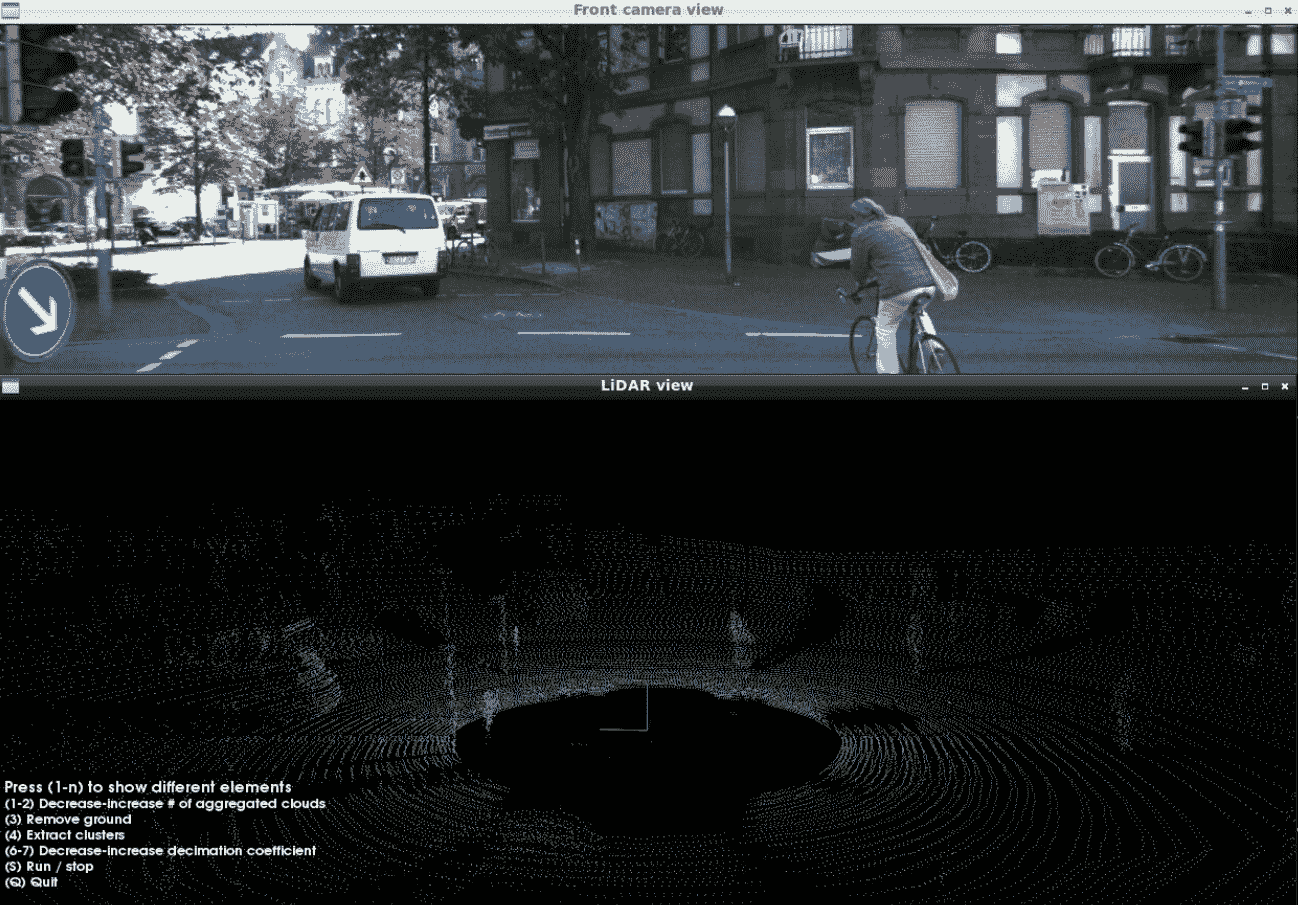 Front camera view
LiDAR view
Press (1-n) to show different elements
(1-2) Decrease-increase # of aggregated clouds
(3) Remove ground
(4) Extract clusters
(6-7) Decrease-increase decimation coefficient
(S) Run / stop
(Q) Quit